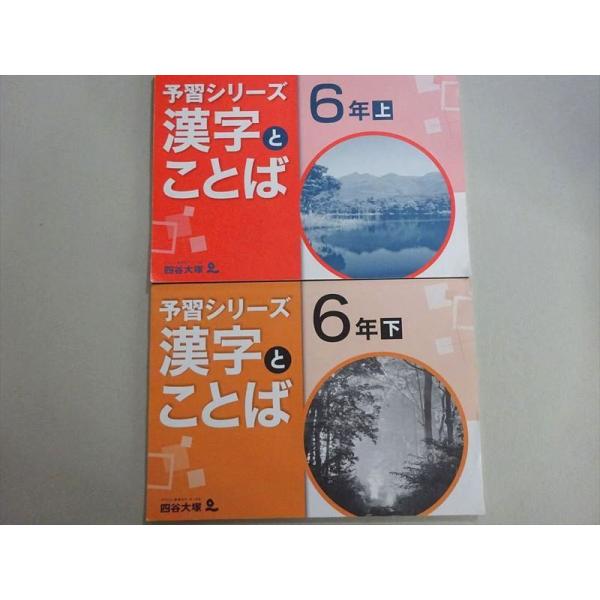 予習シリーズ
漢字と
ことば
四谷大塚
6年上
予習シリーズ
漢字と
ことば
四谷大塚
6年下